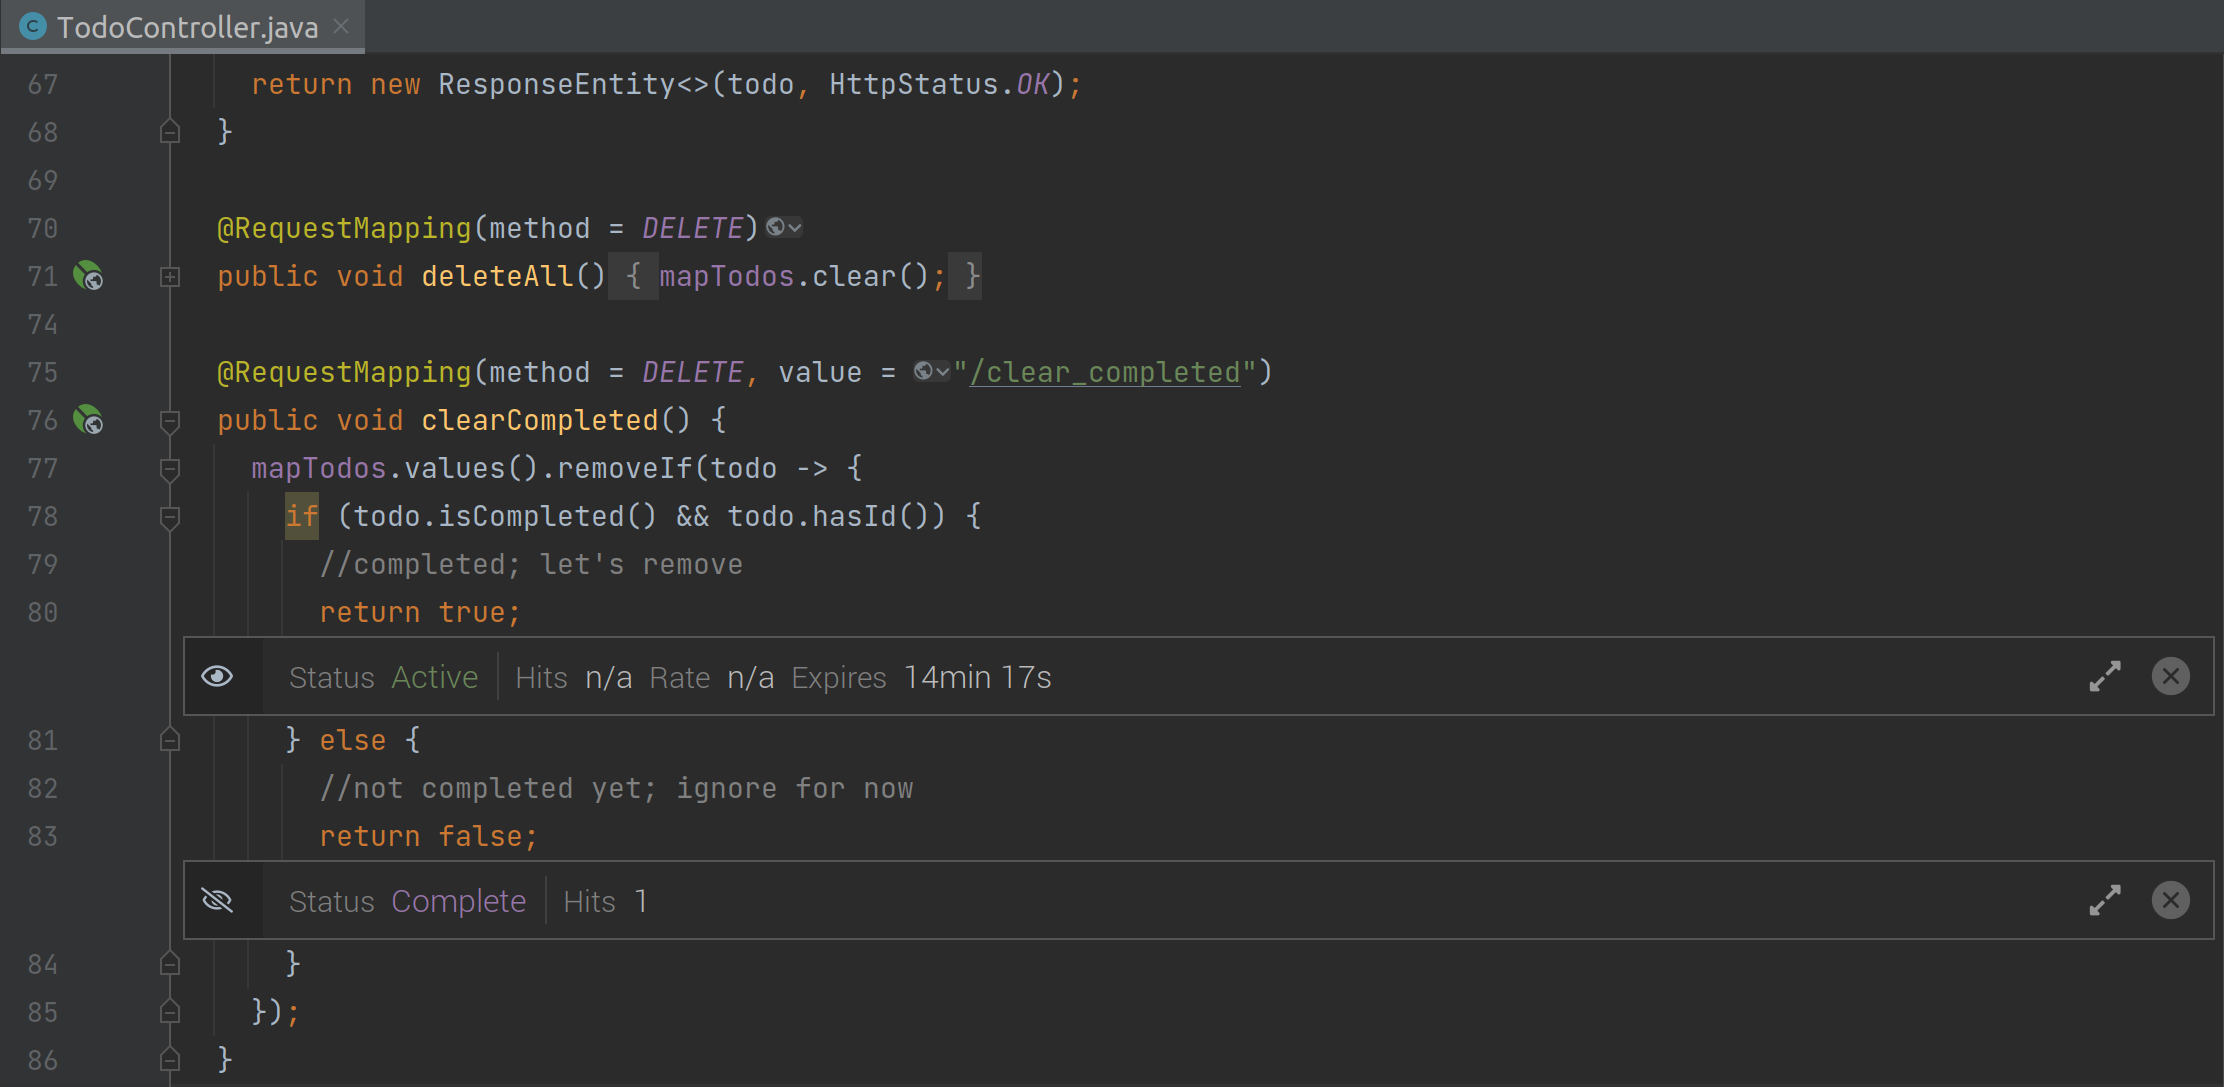 TodoController.java
67 return new ResponseEntity<>(todo, HttpStatus.OK);
68 }
69
70 @RequestMapping(method = DELETE)
71 public void deleteAll() { mapTodos.clear(); }
74
75 @RequestMapping(method = DELETE, value = "/clear_completed")
76 public void clearCompleted() {
77 mapTodos.values().removeIf(todo -> {
78 if (todo.isCompleted() && todo.hasId()) {
79 //completed; let's remove
80 return true;
Status Active Hits n/a Rate n/a Expires 14min 17s
81 } else {
82 //not completed yet; ignore for now
83 return false;
Status Complete Hits 1
84 }
85 });
86 }